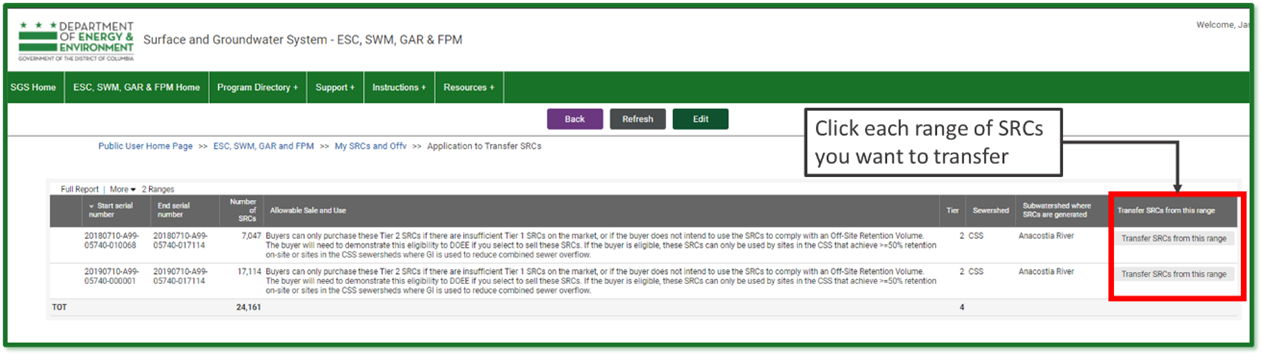 DEPARTMENT
OF ENERGY &
ENVIRONMENT
GOVERNMENT OF THE DISTRICT OF COLUMBIA
Surface and Groundwater System - ESC, SWM, GAR & FPM
Welcome, Jar
SGS Home ESC, SWM, GAR & FPM Home Program Directory + Support + Instructions + Resources +
Back Refresh Edit
Click each range of SRCs
you want to transfer
Public User Home Page >> ESC, SWM, GAR and FPM >> My SRCs and Offv >> Application to Transfer SRCs
Full Report | More 2 Ranges
Start serial number End serial number Number of SRCs Allowable Sale and Use Tier Sewershed Subwatershed where SRCs are generated Transfer SRCs from this range
20180710-A99- 20180710-A99- 7,047 Buyers can only purchase these Tier 2 SRCs if there are insufficient Tier 1 SRCs on the market, or if the buyer does not intend to use the SRCs to comply with an Off-Site Retention Volume. 2 CSS Anacostia River Transfer SRCs from this range
05740-010068 05740-017114 The buyer will need to demonstrate this eligibility to DOEE if you select to sell these SRCs. If the buyer is eligible, these SRCs can only be used by sites in the CSS that achieve >=50% retention
on-site or sites in the CSS sewersheds where GI is used to reduce combined sewer overflow.
20190710-A99- 20190710-A99- 17,114 Buyers can only purchase these Tier 2 SRCs if there are insufficient Tier 1 SRCs on the market, or if the buyer does not intend to use the SRCs to comply with an Off-Site Retention Volume. 2 CSS Anacostia River Transfer SRCs from this range
05740-000001 05740-017114 The buyer will need to demonstrate this eligibility to DOEE if you select to sell these SRCs. If the buyer is eligible, these SRCs can only be used by sites in the CSS that achieve >=50% retention
on-site or sites in the CSS sewersheds where GI is used to reduce combined sewer overflow.
TOT 24,161 4